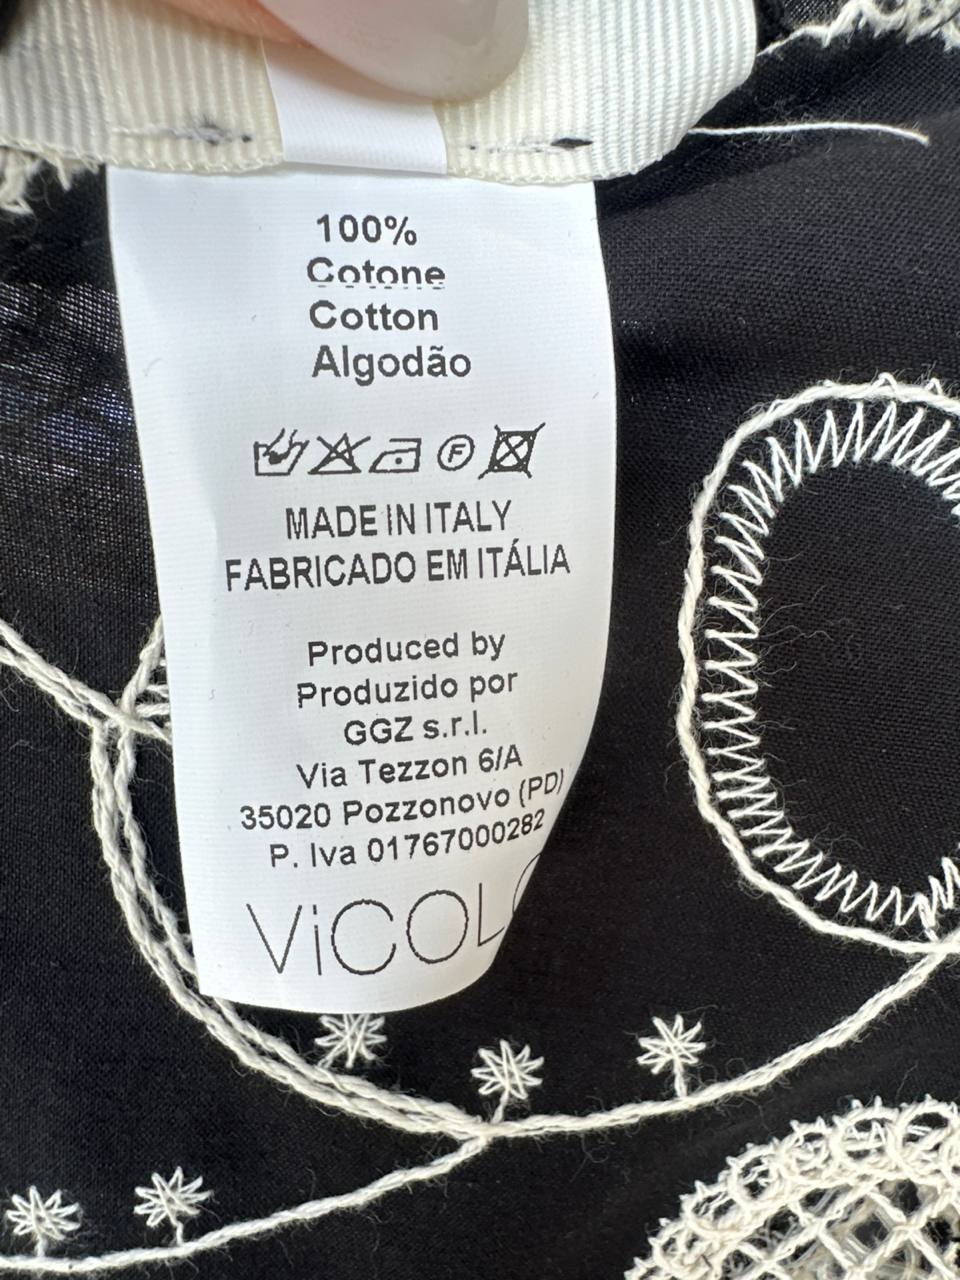 100%
Cotone
Cotton
Algodão
F
MADE IN ITALY
FABRICADO EM ITÁLIA
Produced by
Produzido por
GGZ s.r.l.
Via Tezzon 6/A
35020 Pozzonovo (PD)
P. Iva 01767000282
ViCOLO